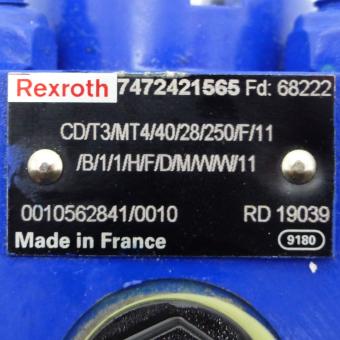 Rexroth 7472421565 Fd: 68222
CD/T3/MT4/40/28/250/F/11
/B/1/1/H/F/D/M/W/W/11
0010562841/0010 RD 19039
Made in France 9180